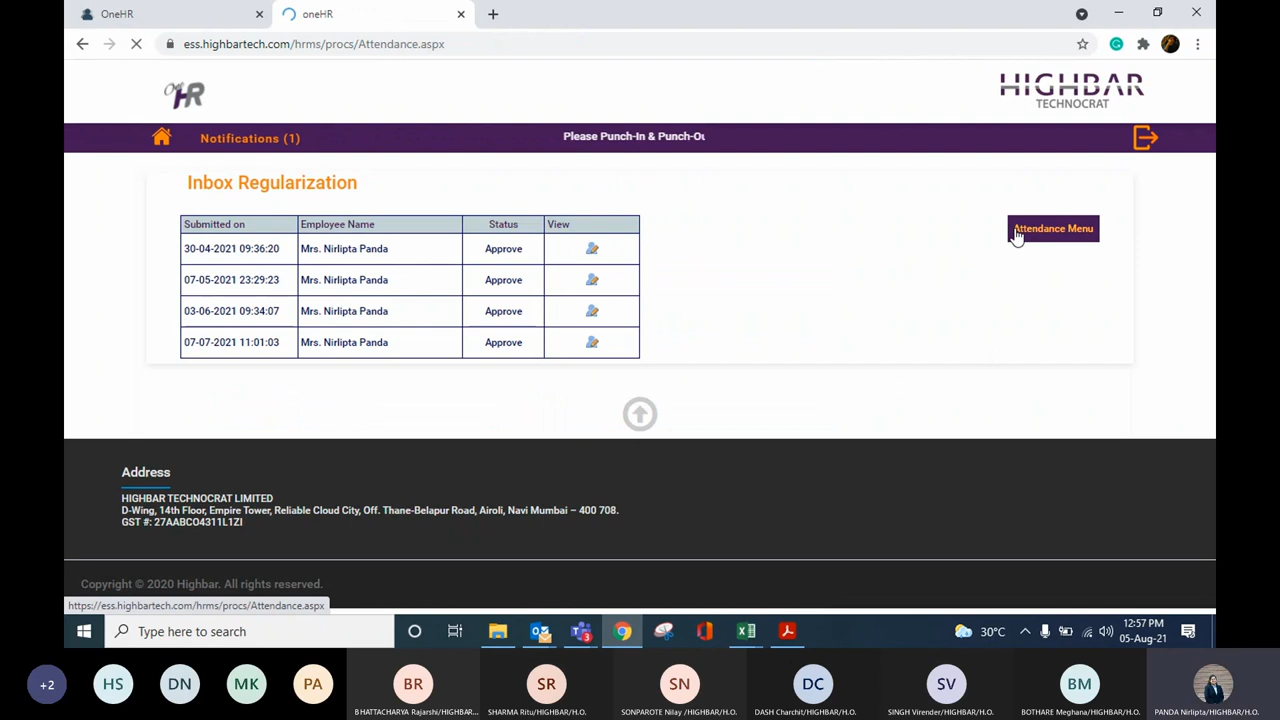 OneHR
oneHR
ess.highbartech.com/hrms/procs/Attendance.aspx
One HR
HIGHBAR
TECHNOCRAT
Notifications (1)
Please Punch-In & Punch-Ou
Inbox Regularization
Attendance Menu
Submitted on Employee Name Status View
30-04-2021 09:36:20 Mrs. Nirlipta Panda Approve
07-05-2021 23:29:23 Mrs. Nirlipta Panda Approve
03-06-2021 09:34:07 Mrs. Nirlipta Panda Approve
07-07-2021 11:01:03 Mrs. Nirlipta Panda Approve
Address
HIGHBAR TECHNOCRAT LIMITED
D-Wing, 14th Floor, Empire Tower, Reliable Cloud City, Off. Thane-Belapur Road, Airoli, Navi Mumbai – 400 708.
GST #: 27AABCO4311L1ZI
Copyright © 2020 Highbar. All rights reserved.
https://ess.highbartech.com/hrms/procs/Attendance.aspx
Type here to search
3
30°C
12:57 PM
05-Aug-21
+2 HS DN MK PA BR SR SN DC SV BM
BHATTACHARYA Rajarshi/HIGHBAR... SHARMA Ritu/HIGHBAR/H.O. SONPAROTE Nilay /HIGHBAR/H.O. DASH Charchit/HIGHBAR/H.O. SINGH Virender/HIGHBAR/H.O. BOTHARE Meghana/HIGHBAR/H.O. PANDA Nirlipta/HIGHBAR/H.O.